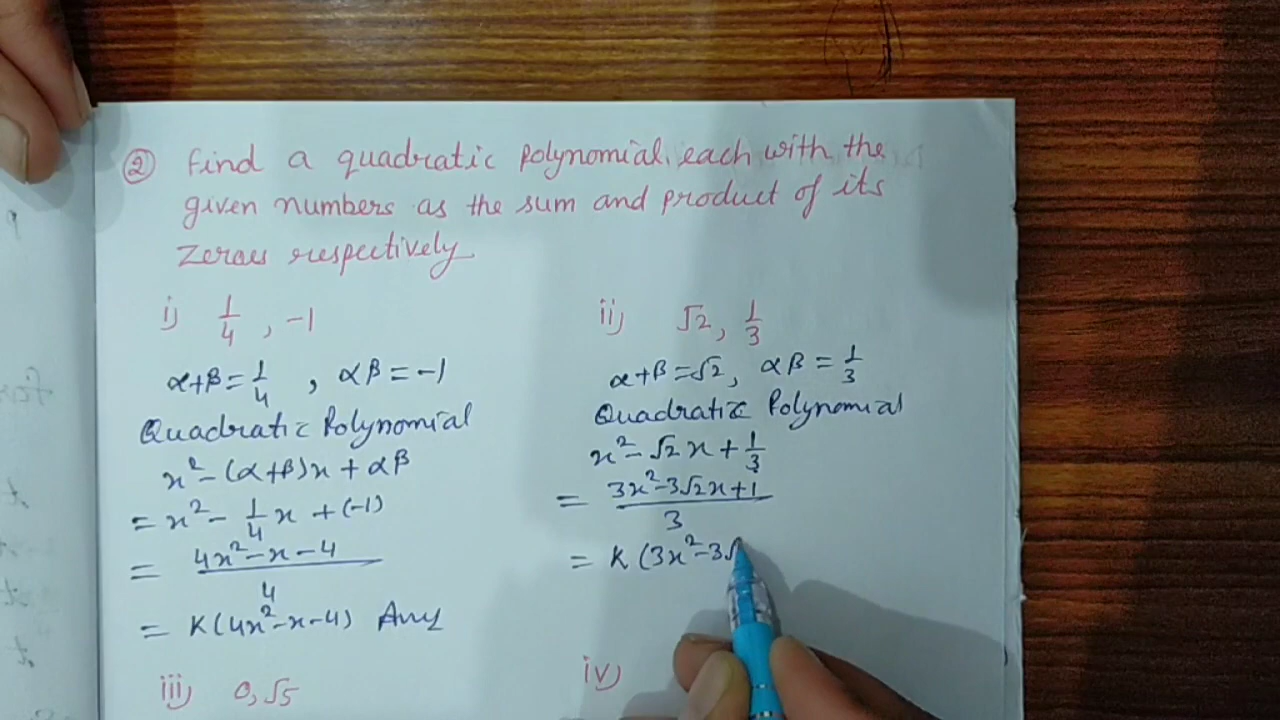 ② Find a quadratic polynomial, each with the
given numbers as the sum and product of its
Zeroes respectively
i) 1/4 , -1
α+β = 1/4 , αβ = -1
Quadratic Polynomial
x² - (α+β)x + αβ
= x² - 1/4 x + (-1)
= 4x² - x - 4 / 4
= K(4x² - x - 4) Any
ii) √2, 1/3
α+β = √2, αβ = 1/3
Quadratic Polynomial
x² - √2 x + 1/3
= 3x² - 3√2x + 1 / 3
= K (3x² - 3√
iii) 0, √5
iv)